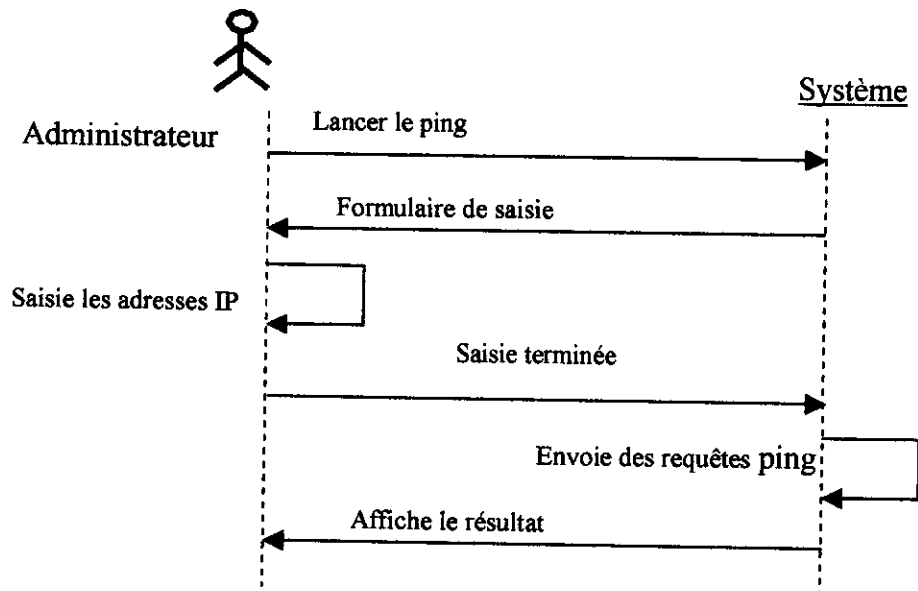 Système
Administrateur
Lancer le ping
Formulaire de saisie
Saisie les adresses IP
Saisie terminée
Envoie des requêtes ping
Affiche le résultat